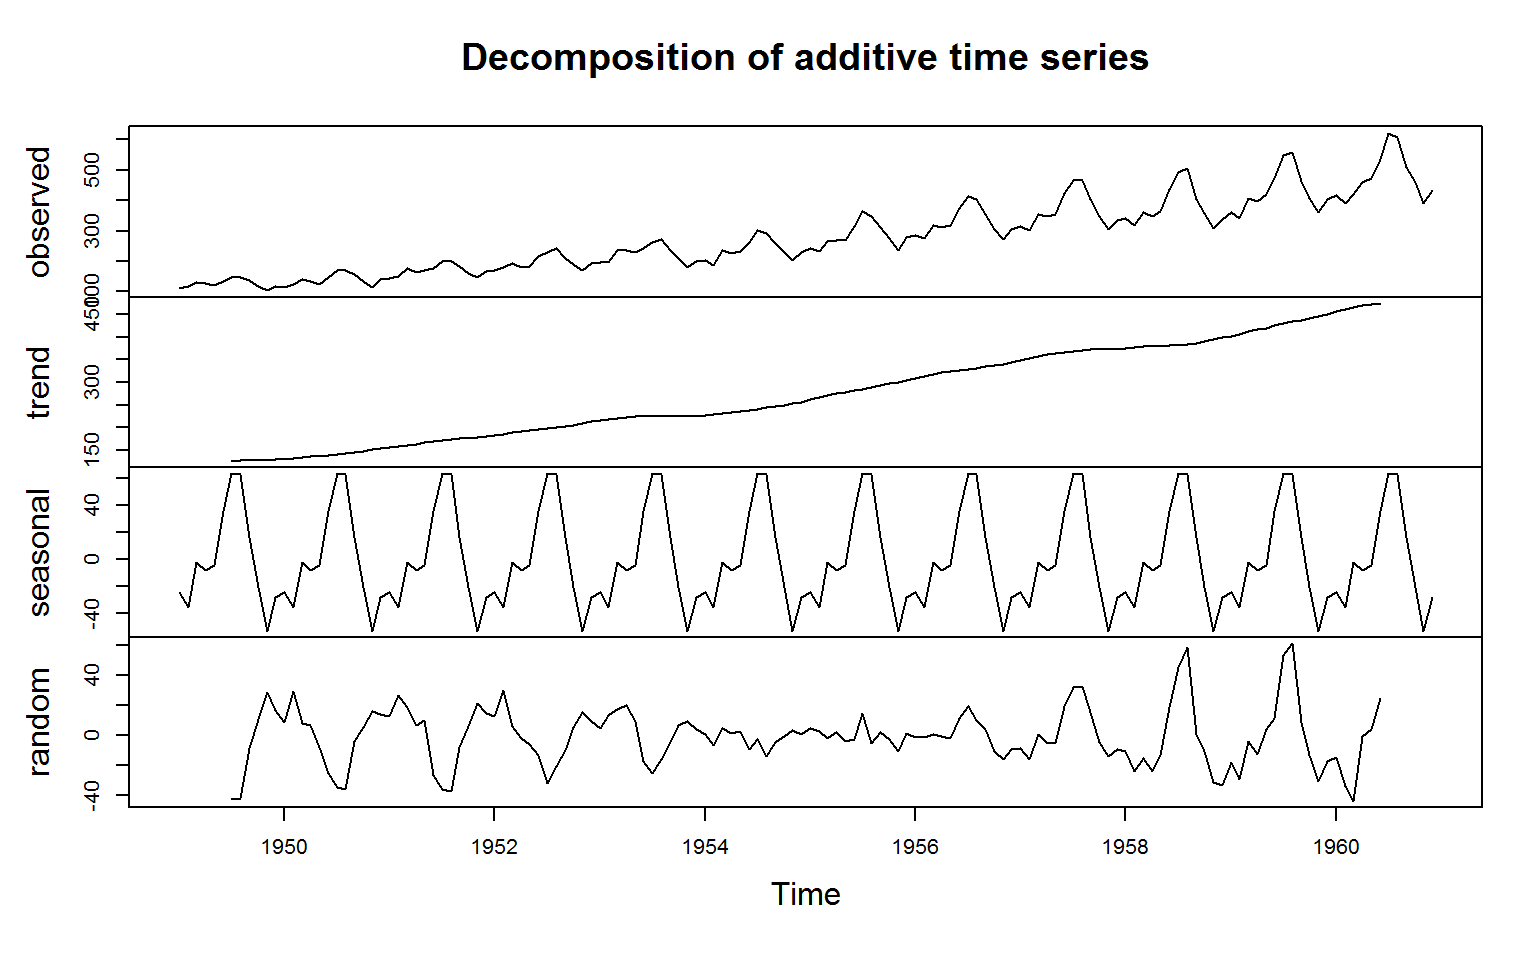 Decomposition of additive time series
observed
100 300 500
trend
150 300 450
seasonal
-40 0 40
random
-40 0 40
1950 1952 1954 1956 1958 1960
Time